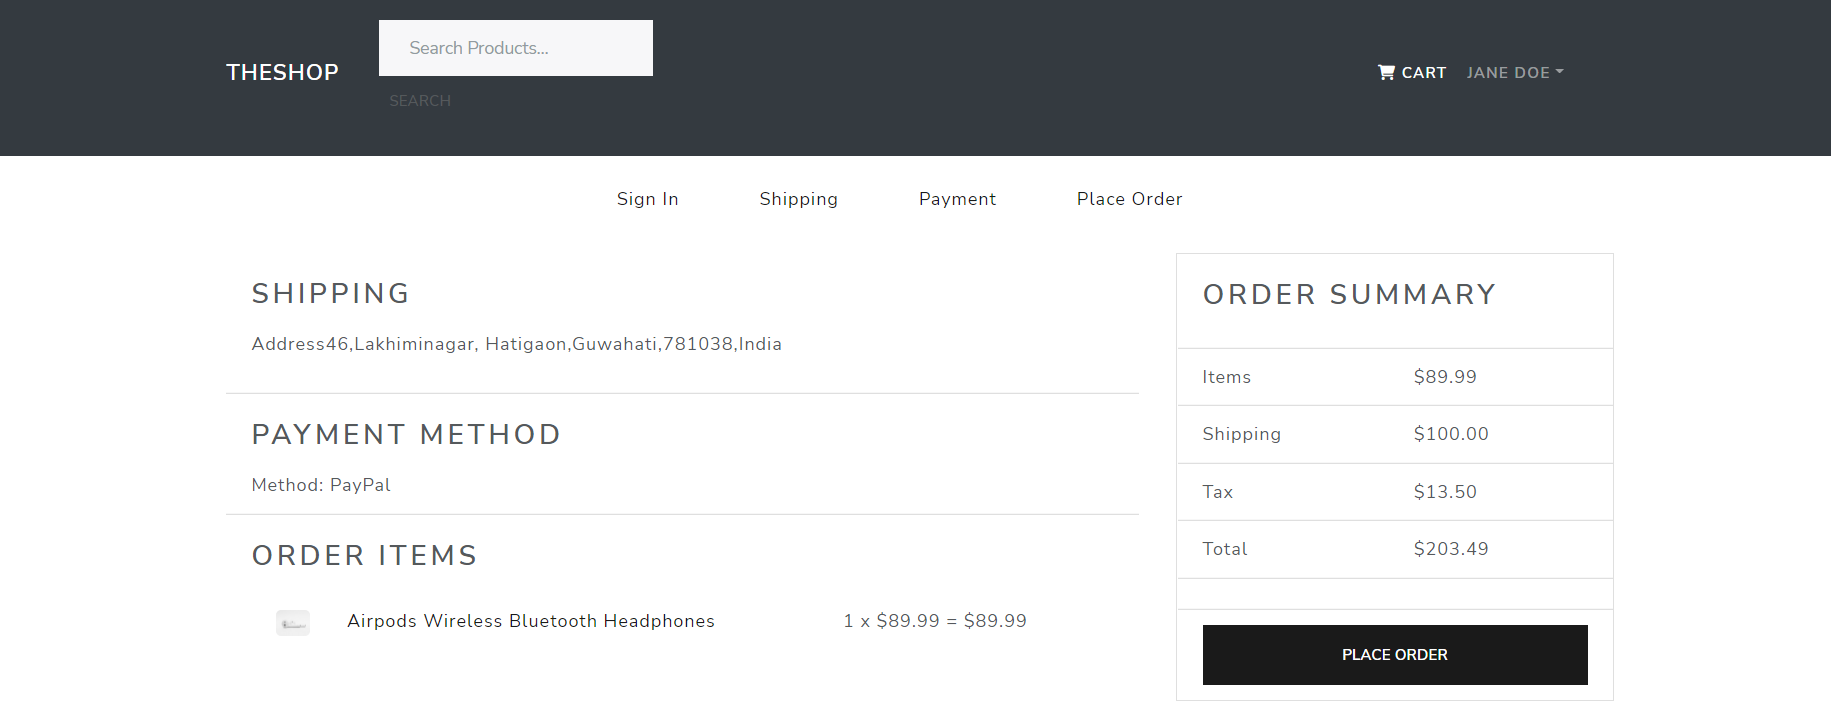 THESHOP
Search Products...
SEARCH
CART
JANE DOE
Sign In
Shipping
Payment
Place Order
SHIPPING
Address46,Lakhiminagar, Hatigaon,Guwahati,781038,India
PAYMENT METHOD
Method: PayPal
ORDER ITEMS
Airpods Wireless Bluetooth Headphones
1 x $89.99 = $89.99
ORDER SUMMARY
Items $89.99
Shipping $100.00
Tax $13.50
Total $203.49
PLACE ORDER